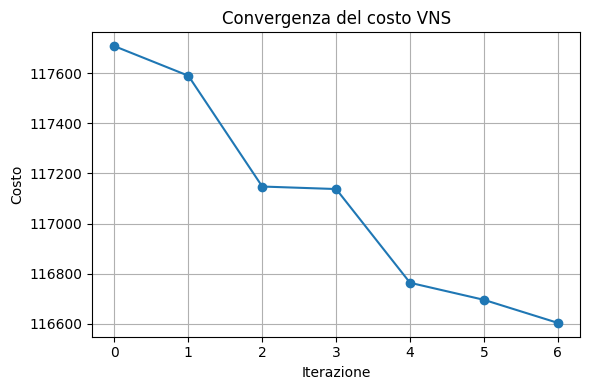 Convergenza del costo VNS
Costo
117600
117400
117200
117000
116800
116600
0 1 2 3 4 5 6
Iterazione